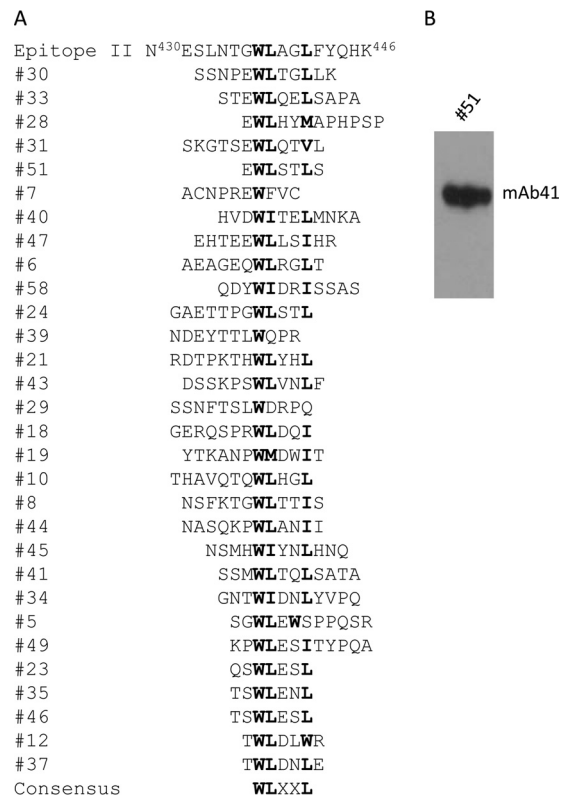 A
B
Epitope II N430ESLNTGWLAGLFYQHK446
#30 SSNPEWLTGLLK
#33 STEWLQELSAPA
#28 EWLHYMAPHPSP
#31 SKGTSEWLQTVL
#51 EWLSTLS
#7 ACNPREWFVC
#40 HVDWITELMNKA
#47 EHTEEWLLSIHR
#6 AEAGEQWLRGLT
#58 QDYWIDRISSAS
#24 GAETTPGWLSTL
#39 NDEYTTLWQPR
#21 RDTPKTHWLYHL
#43 DSSKPSWLVNLF
#29 SSNFTSLWDRPQ
#18 GERQSPRWLDQI
#19 YTKANPWMDWIT
#10 THAVQTQWLHGL
#8 NSFKTGWLTTIS
#44 NASQKPWLANII
#45 NSMHWIYNLHNQ
#41 SSMWLTQLSATA
#34 GNTWIDNLYVPQ
#5 SGWLEWSPPQSR
#49 KPWLESITYPQA
#23 QSWLESL
#35 TSWLENL
#46 TSWLESL
#12 TWLDLWR
#37 TWLDNLE
Consensus WLXXL
#51
mAb41